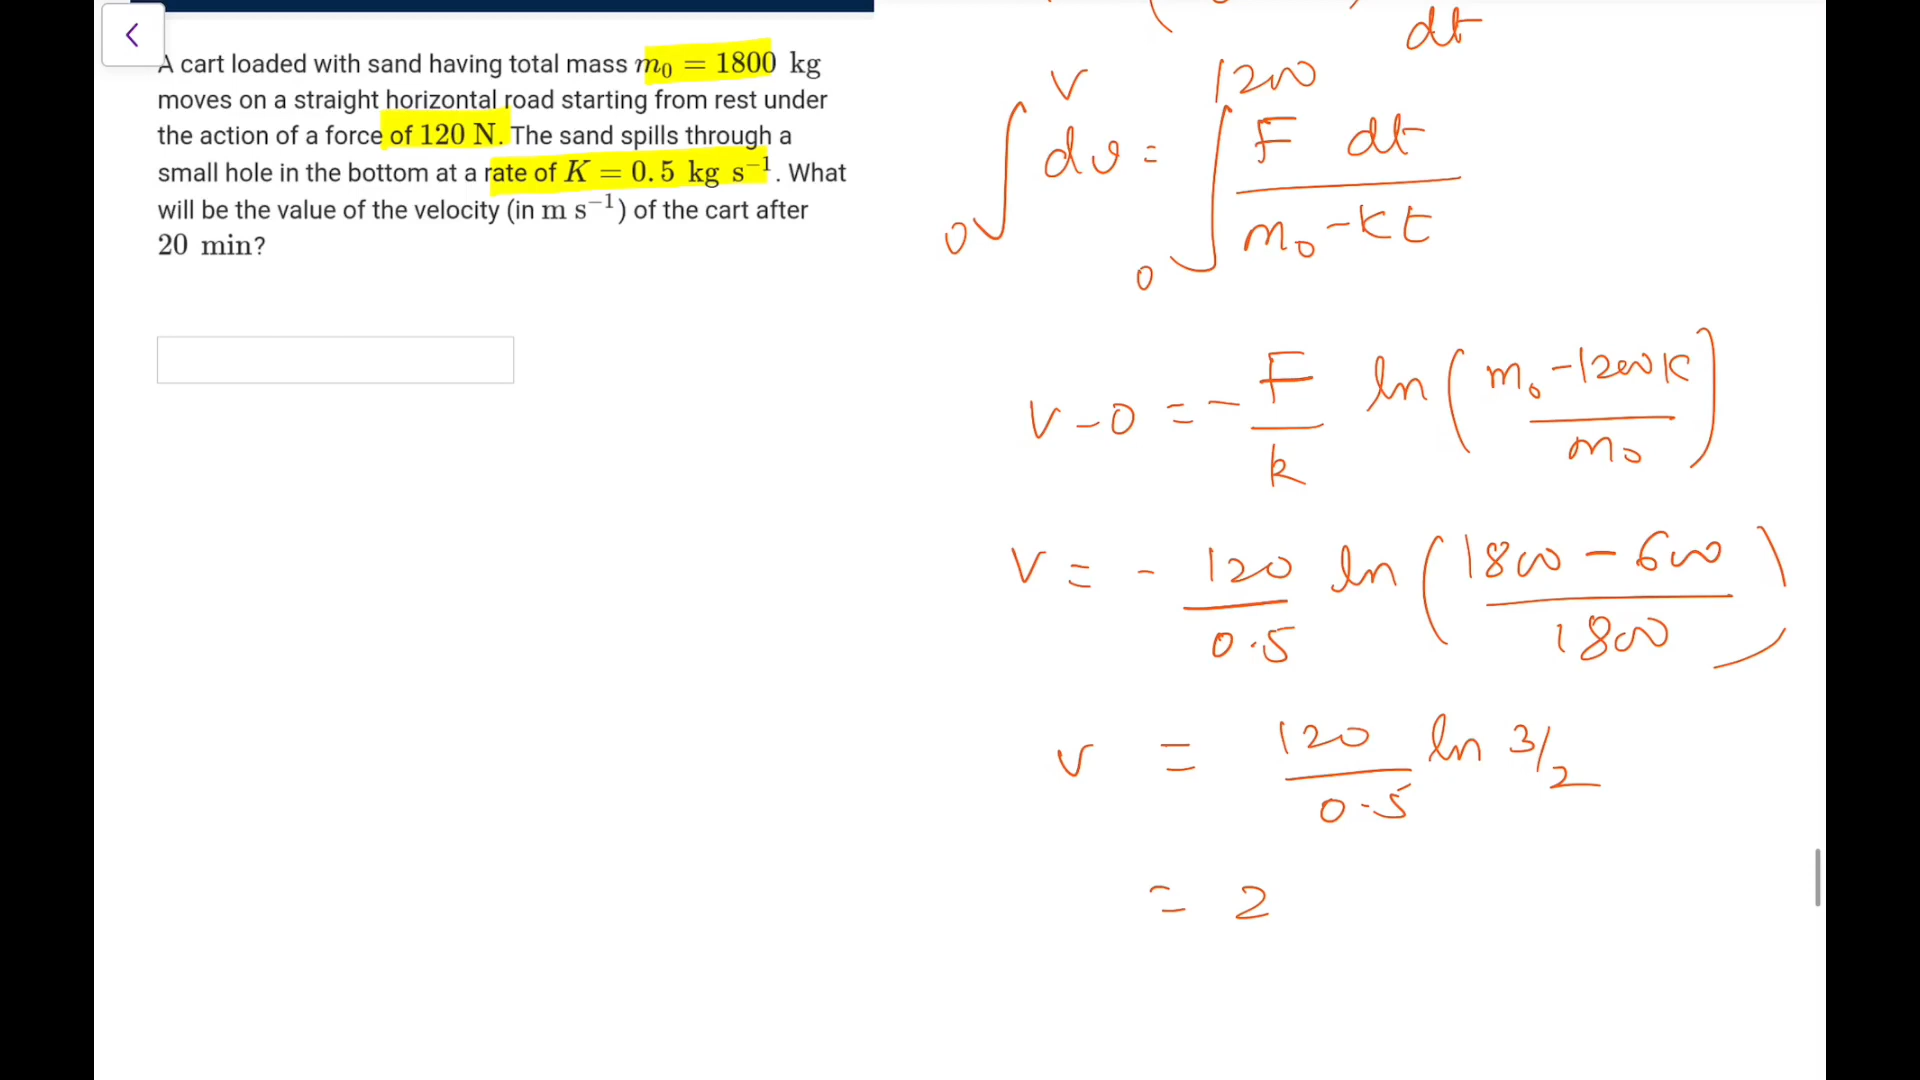 A cart loaded with sand having total mass m₀ = 1800 kg
moves on a straight horizontal road starting from rest under
the action of a force of 120 N. The sand spills through a
small hole in the bottom at a rate of K = 0.5 kg s⁻¹. What
will be the value of the velocity (in m s⁻¹) of the cart after
20 min?
dt
∫₀^V dv = ∫₀^1200 F dt / (m₀ - Kt)
V - 0 = - F/k ln ( (m₀ - 1200K) / m₀ )
V = - 120/0.5 ln ( (1800 - 600) / 1800 )
V = 120/0.5 ln 3/2
= 2